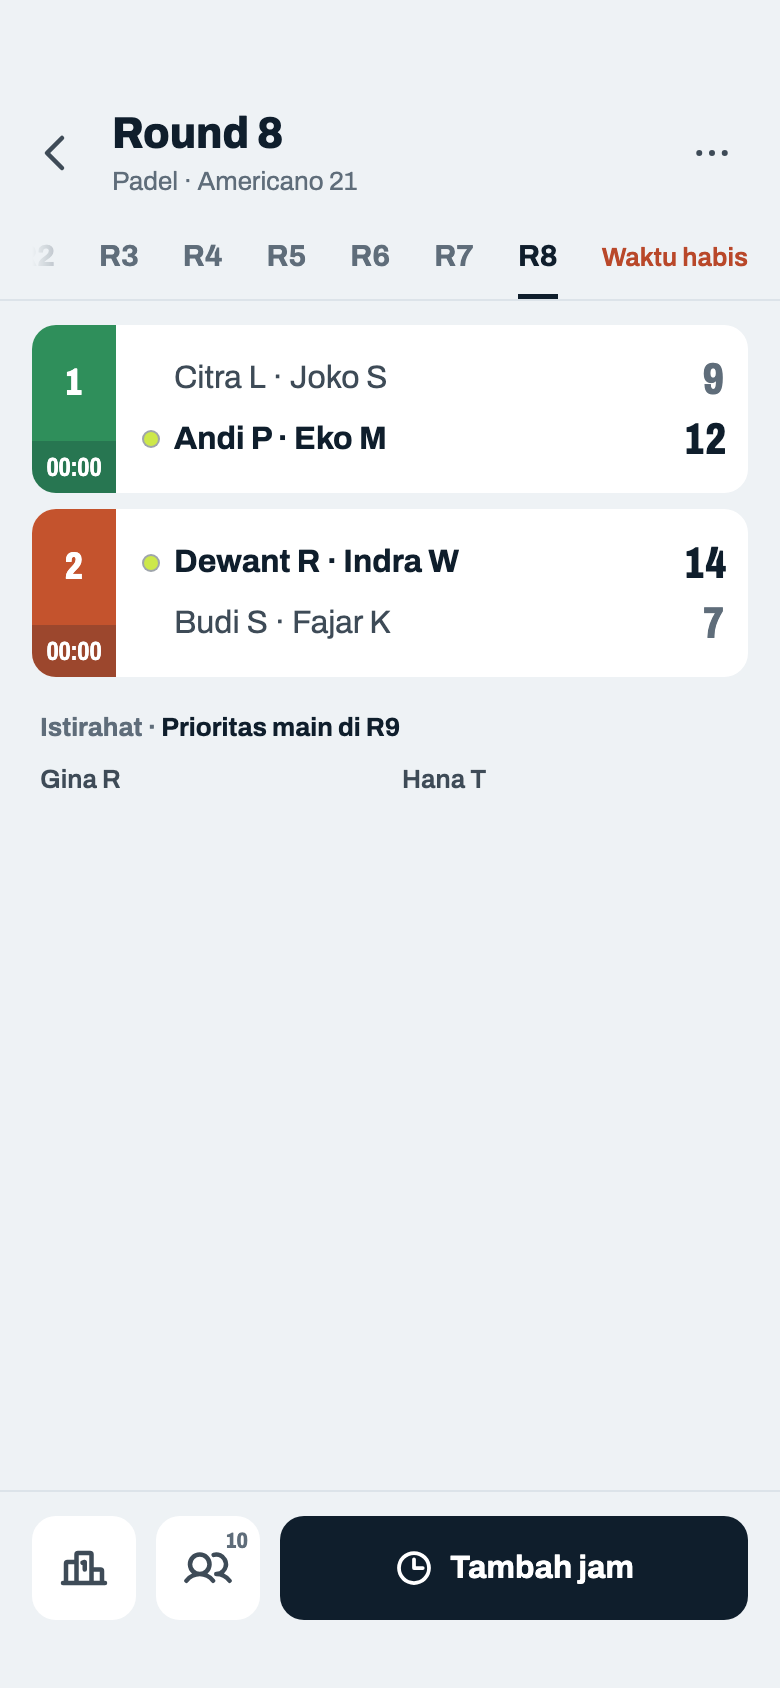 Round 8
Padel · Americano 21
2 R3 R4 R5 R6 R7 R8 Waktu habis
1
Citra L · Joko S 9
Andi P · Eko M 12
00:00
2
Dewant R · Indra W 14
Budi S · Fajar K 7
00:00
Istirahat · Prioritas main di R9
Gina R Hana T
1
10
Tambah jam